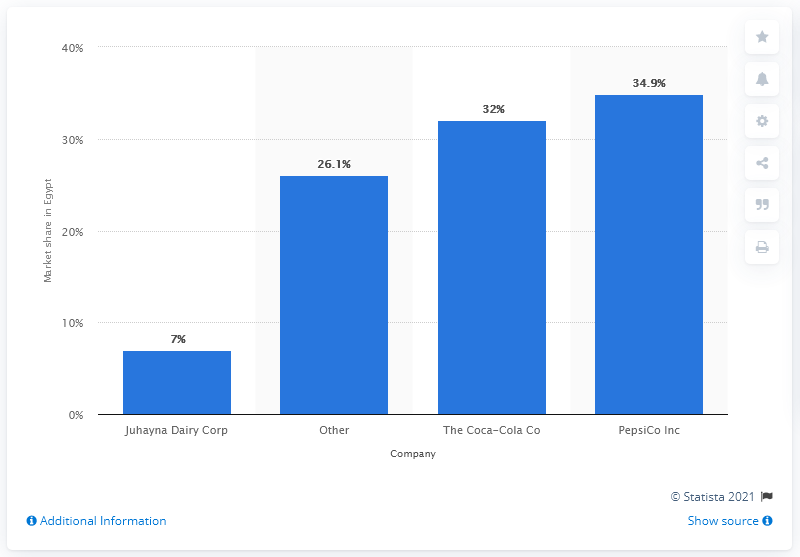 40%
34.9%
32%
30%
26.1%
Market share in Egypt
20%
10%
7%
0%
Juhayna Dairy Corp
Other
The Coca-Cola Co
PepsiCo Inc
Company
© Statista 2021
Additional Information
Show source